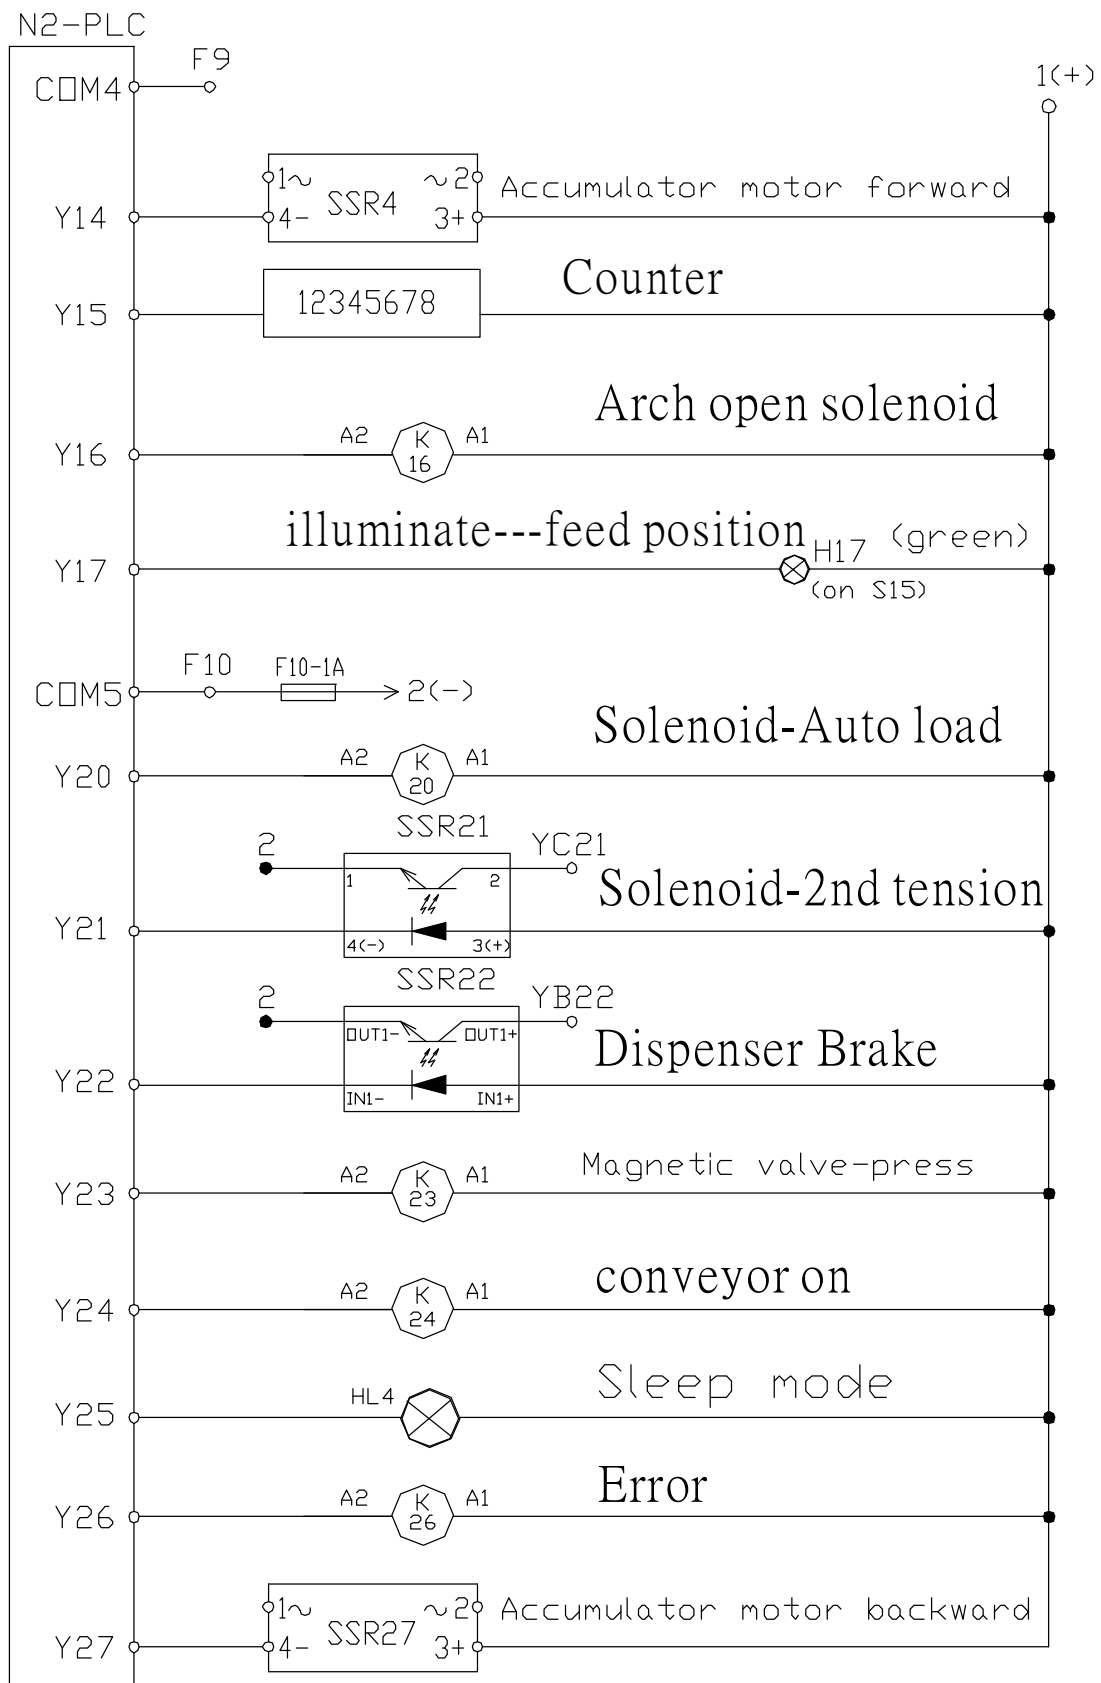 N2-PLC
COM4 F9 1(+)
1~ ~2 Accumulator motor forward
SSR4
Y14 4- 3+
Counter
Y15 12345678
Arch open solenoid
A2 K A1
Y16 16
illuminate---feed position H17 (green)
Y17
(on S15)
F10 F10-1A
COM5 2(-)
Solenoid-Auto load
A2 K A1
Y20 20
SSR21
2 YC21
1 2 Solenoid-2nd tension
Y21
4(-) 3(+)
SSR22
2 YB22
OUT1- OUT1+ Dispenser Brake
Y22
IN1- IN1+
Magnetic valve-press
A2 K A1
Y23 23
conveyor on
A2 K A1
Y24 24
Sleep mode
HL4
Y25
Error
A2 K A1
Y26 26
1~ ~2 Accumulator motor backward
SSR27
Y27 4- 3+